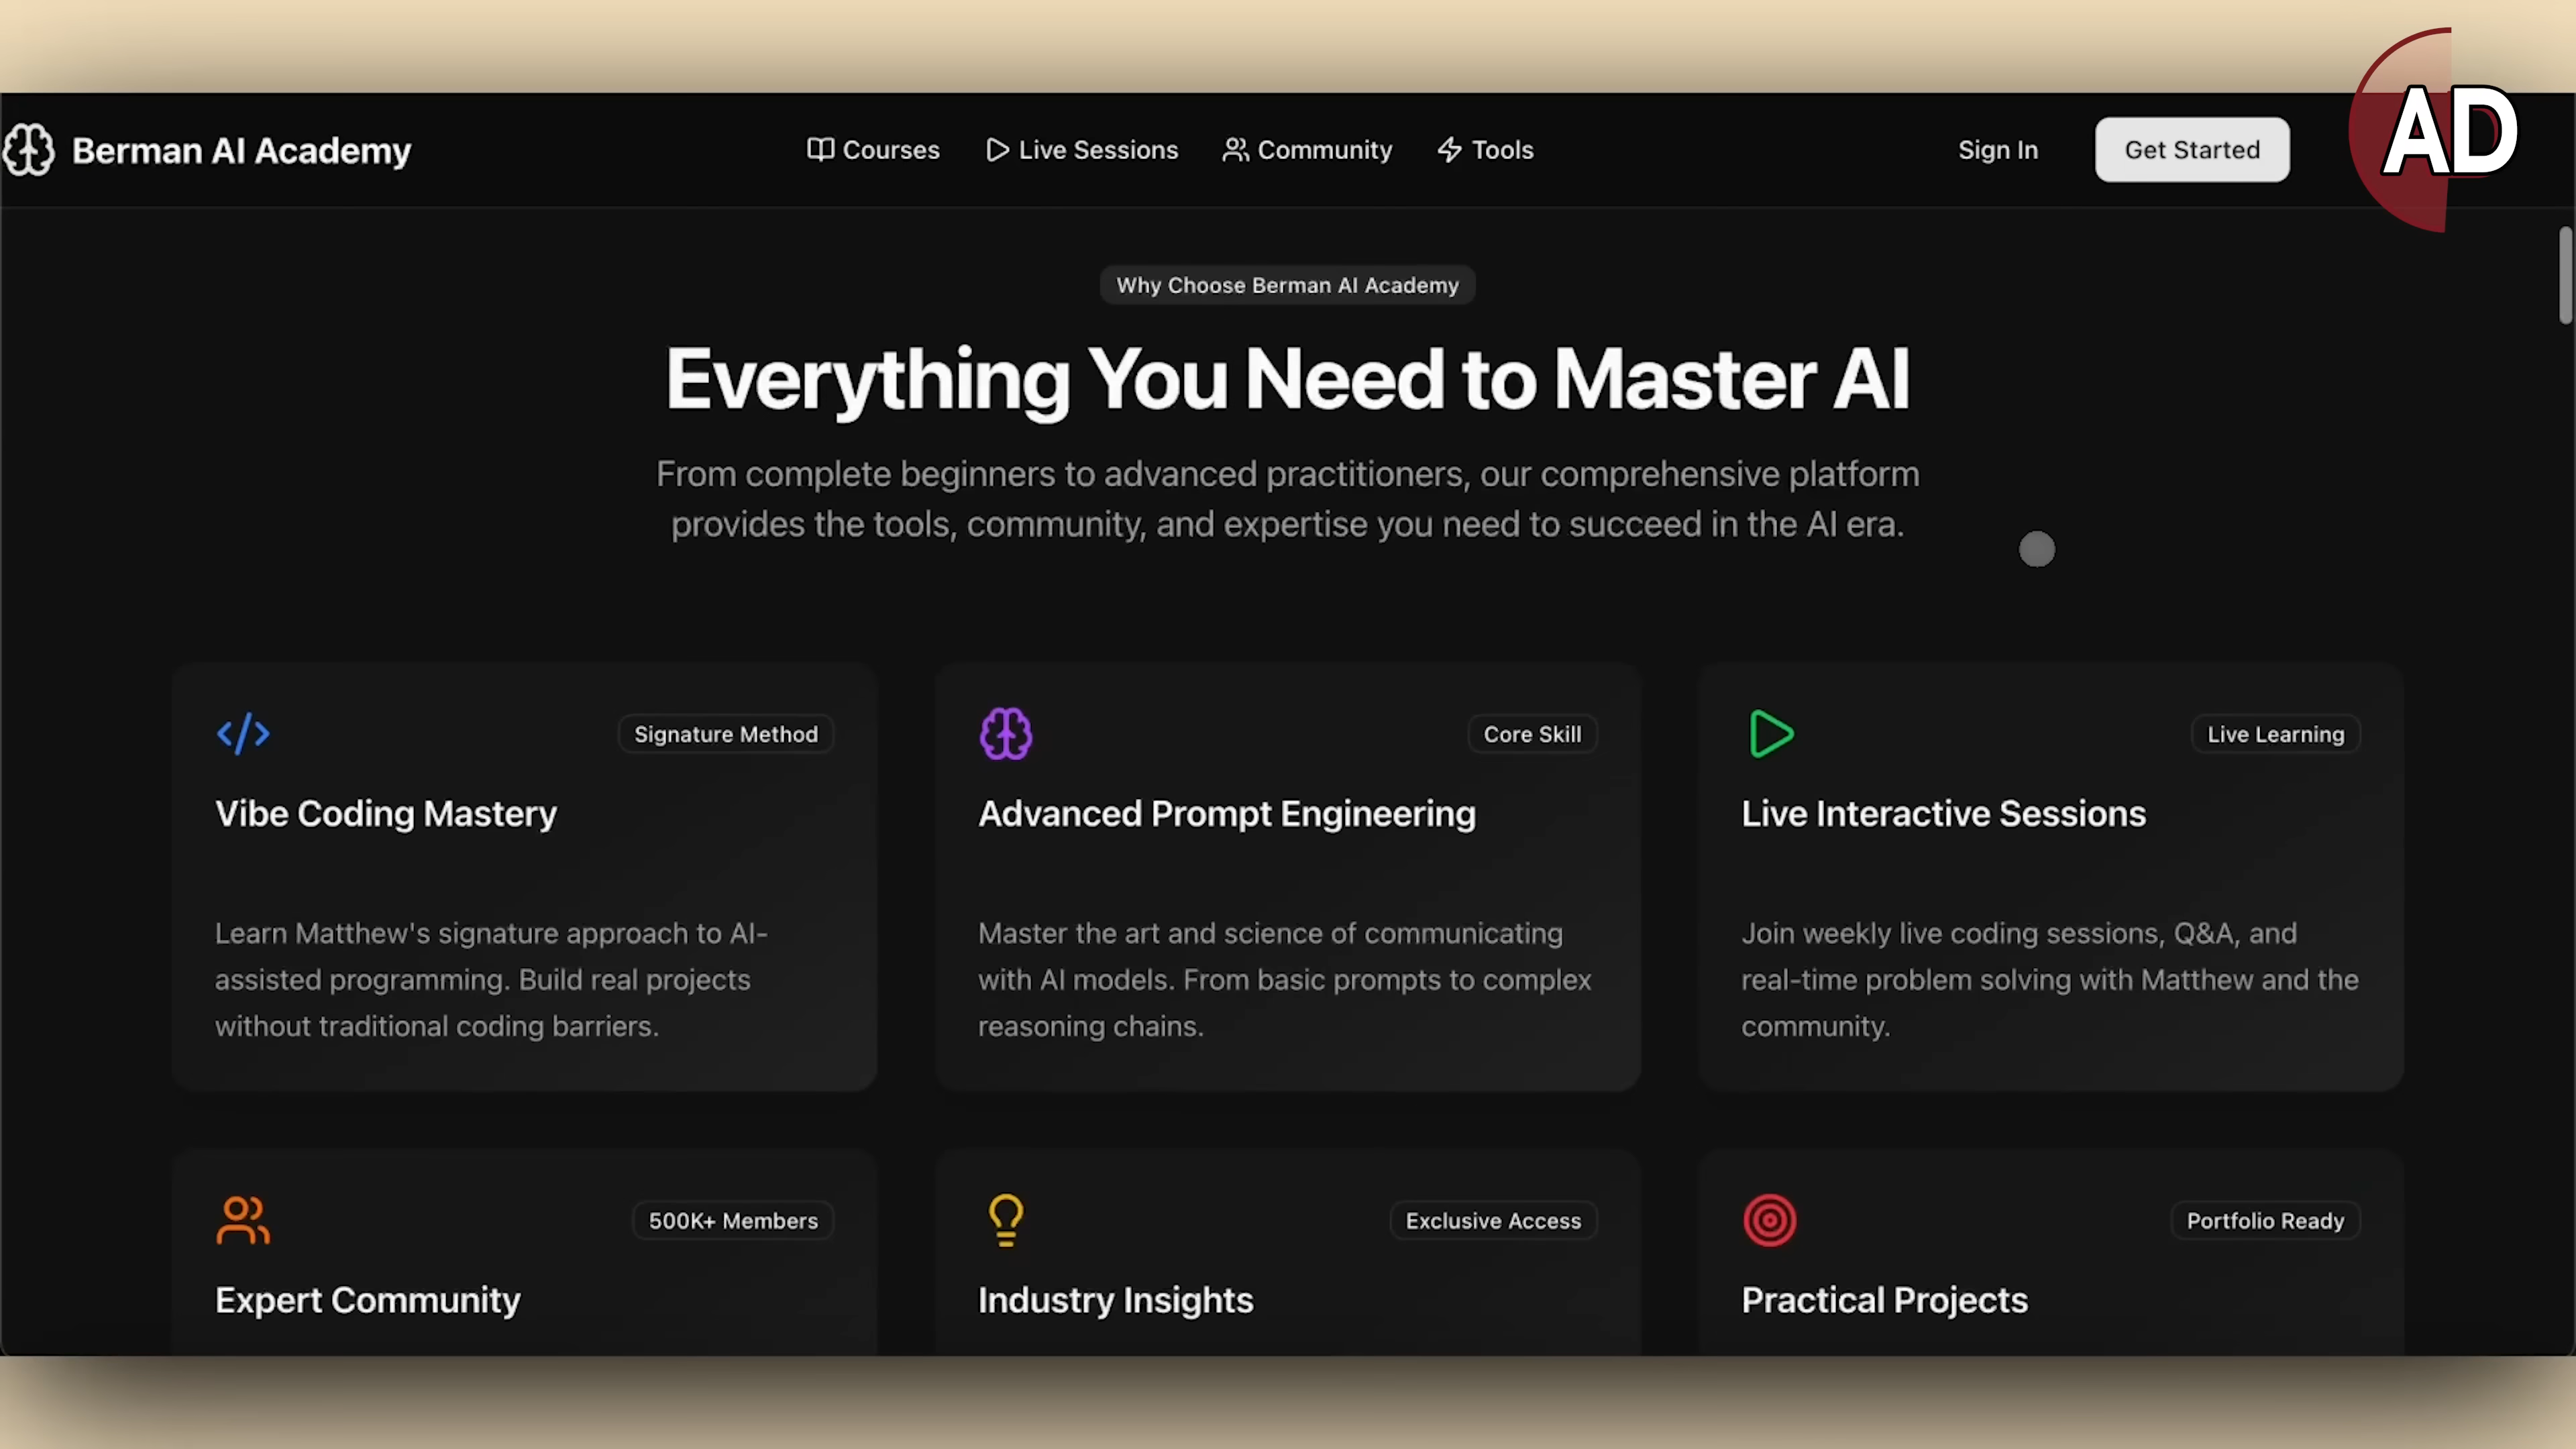 AD
Berman AI Academy
Courses
Live Sessions
Community
Tools
Sign In
Get Started
Why Choose Berman AI Academy
Everything You Need to Master AI
From complete beginners to advanced practitioners, our comprehensive platform
provides the tools, community, and expertise you need to succeed in the AI era.
Signature Method
Vibe Coding Mastery
Learn Matthew's signature approach to AI-
assisted programming. Build real projects
without traditional coding barriers.
Core Skill
Advanced Prompt Engineering
Master the art and science of communicating
with AI models. From basic prompts to complex
reasoning chains.
Live Learning
Live Interactive Sessions
Join weekly live coding sessions, Q&A, and
real-time problem solving with Matthew and the
community.
500K+ Members
Expert Community
Exclusive Access
Industry Insights
Portfolio Ready
Practical Projects